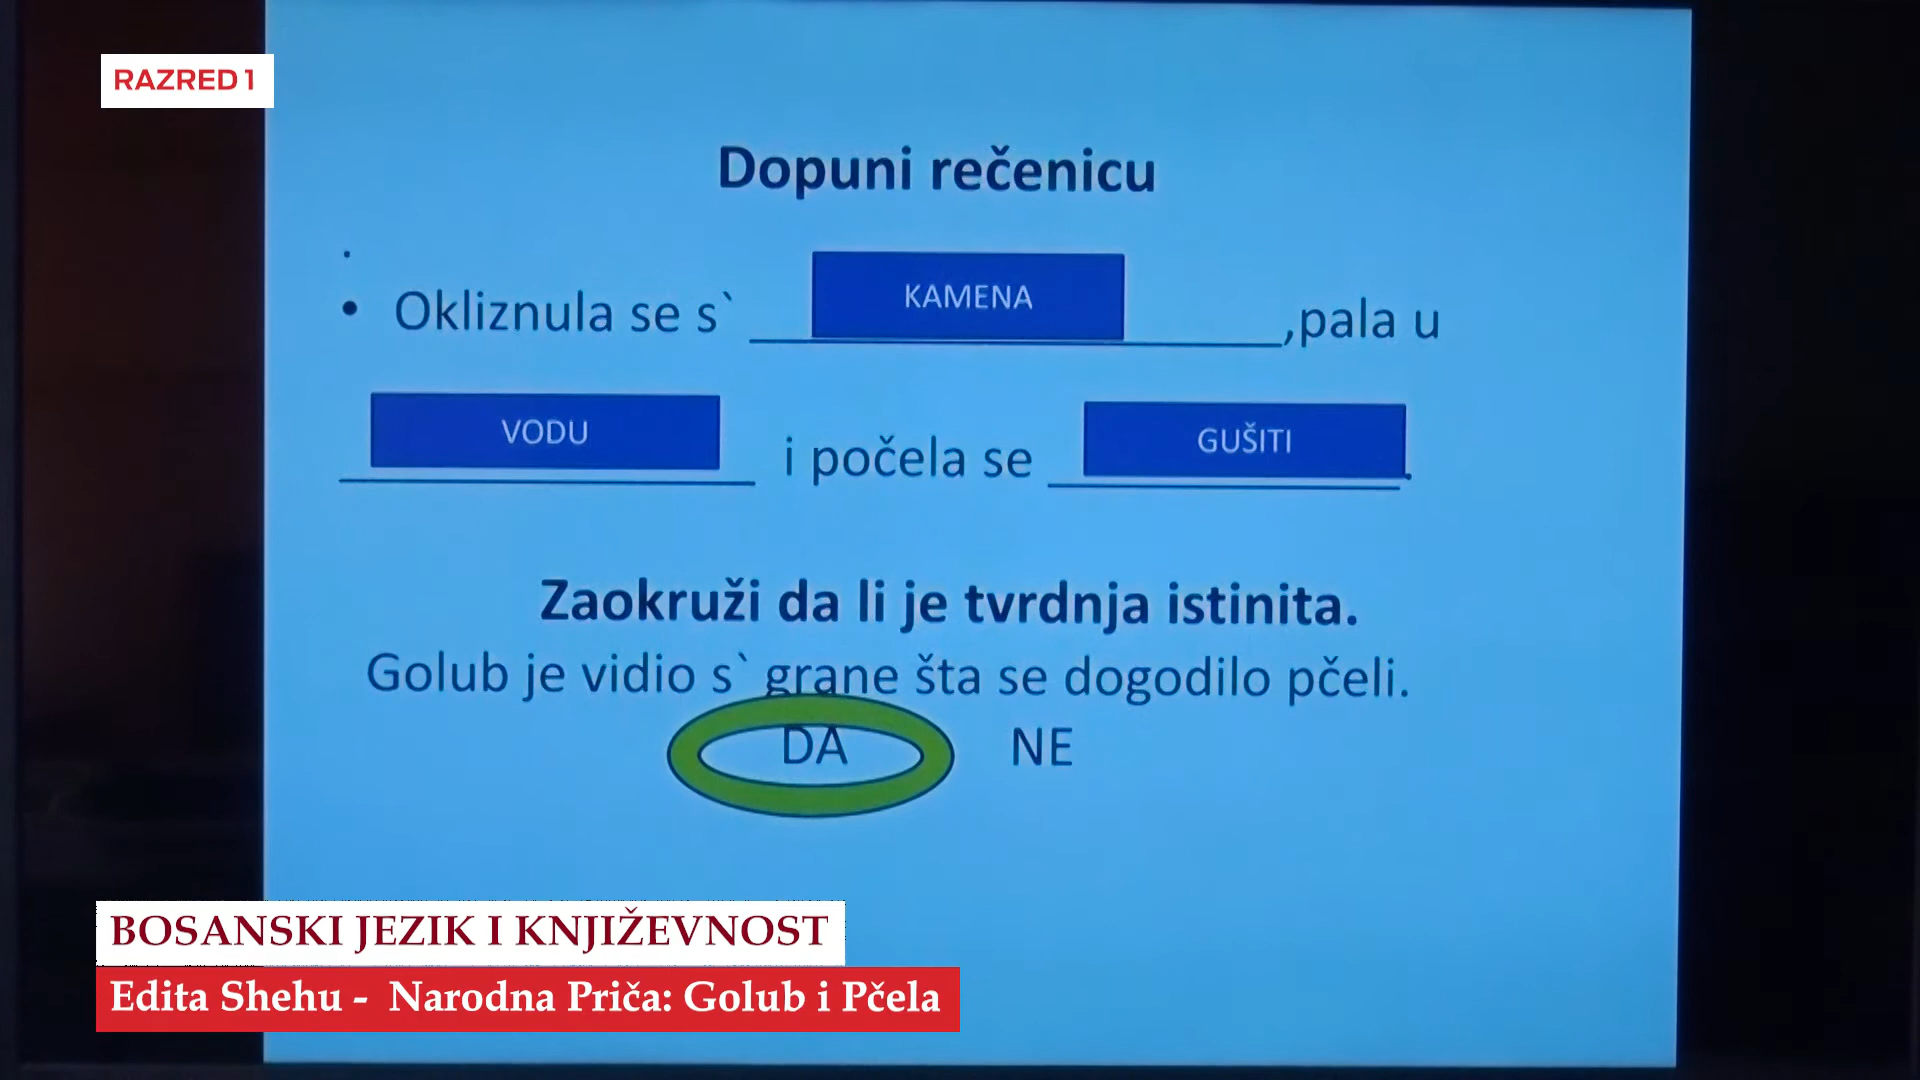 RAZRED 1
Dopuni rečenicu
• Okliznula se s` KAMENA ,pala u
VODU i počela se GUŠITI .
Zaokruži da li je tvrdnja istinita.
Golub je vidio s` grane šta se dogodilo pčeli.
DA NE
BOSANSKI JEZIK I KNJIŽEVNOST
Edita Shehu - Narodna Priča: Golub i Pčela